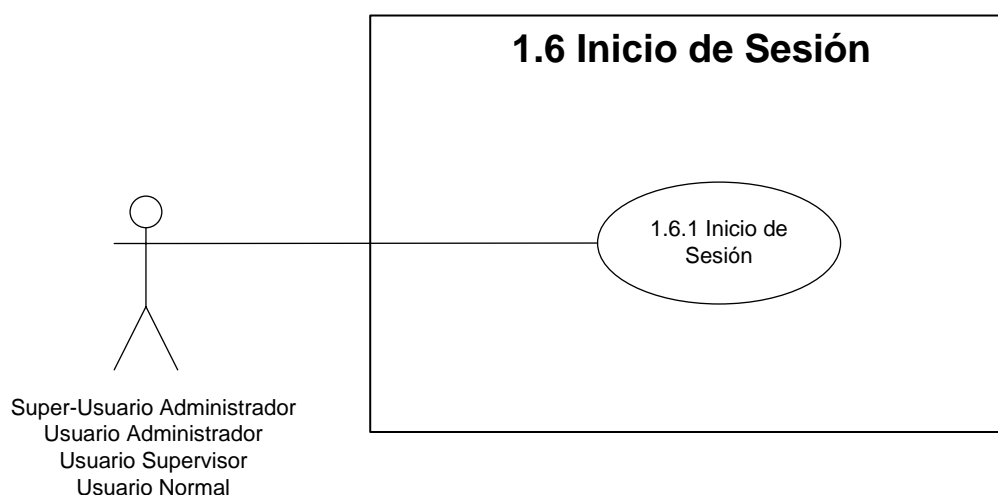 1.6 Inicio de Sesión
1.6.1 Inicio de
Sesión
Super-Usuario Administrador
Usuario Administrador
Usuario Supervisor
Usuario Normal